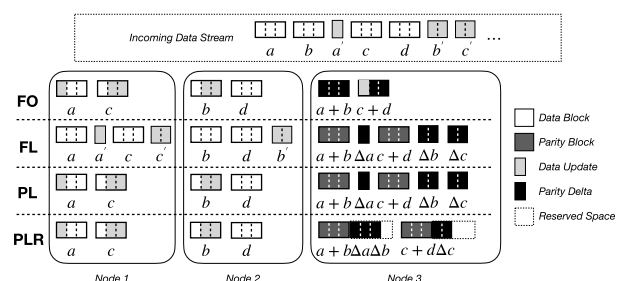 Incoming Data Stream
a b a' c d b' c' ...
FO
a c b d a + b c + d
FL
a a' c c' b d b' a + b Δa c + d Δb Δc
PL
a c b d a + b Δa c + d Δb Δc
PLR
a c b d a + b Δa Δb c + d Δc
Node 1 Node 2 Node 3
Data Block
Parity Block
Data Update
Parity Delta
Reserved Space